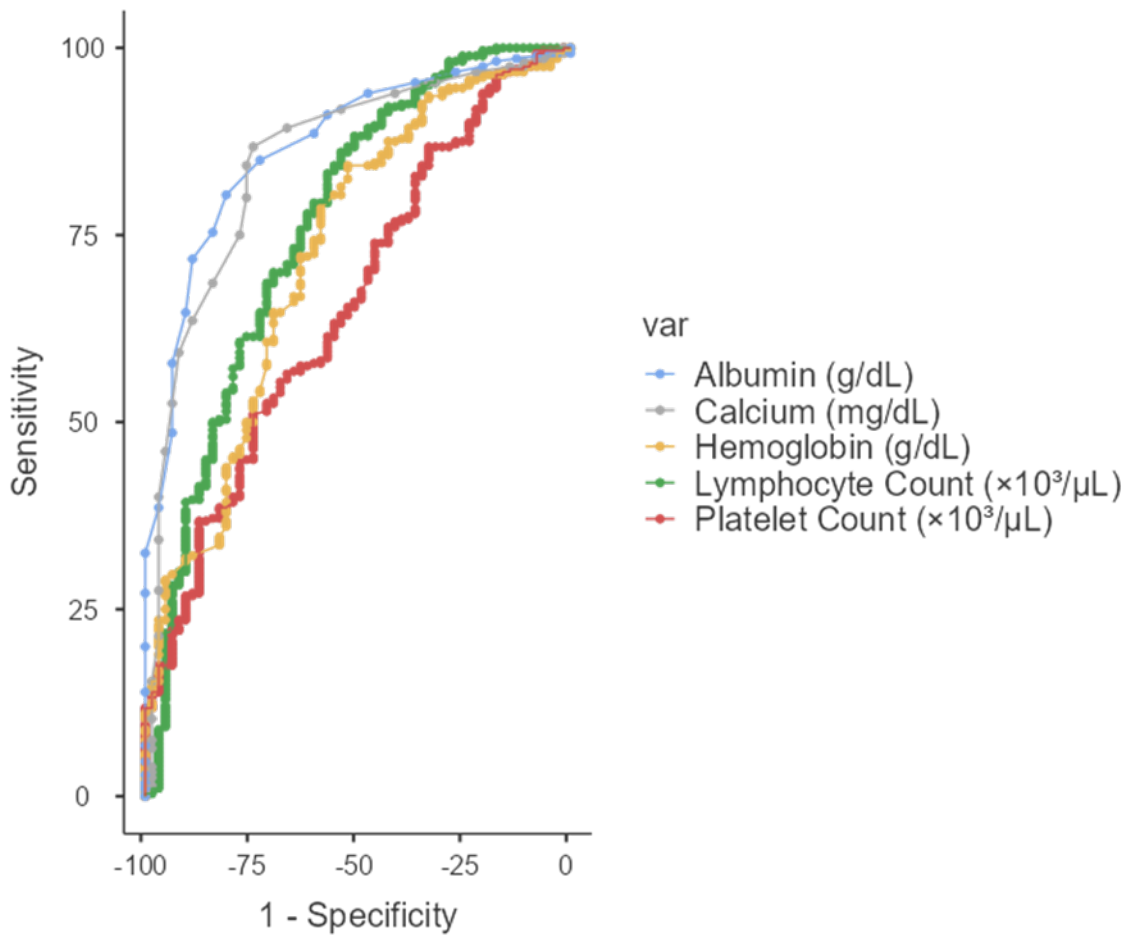 100
75
50
25
0
-100 -75 -50 -25 0
Sensitivity
1 - Specificity
var
Albumin (g/dL)
Calcium (mg/dL)
Hemoglobin (g/dL)
Lymphocyte Count (×10³/µL)
Platelet Count (×10³/µL)